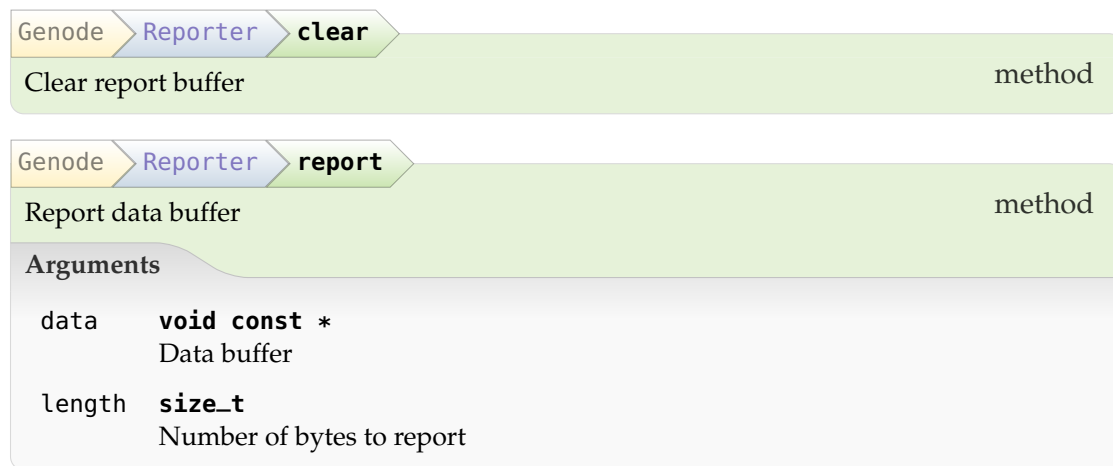 Genode Reporter clear
Clear report buffer method
Genode Reporter report
Report data buffer method
Arguments
data void const *
Data buffer
length size_t
Number of bytes to report